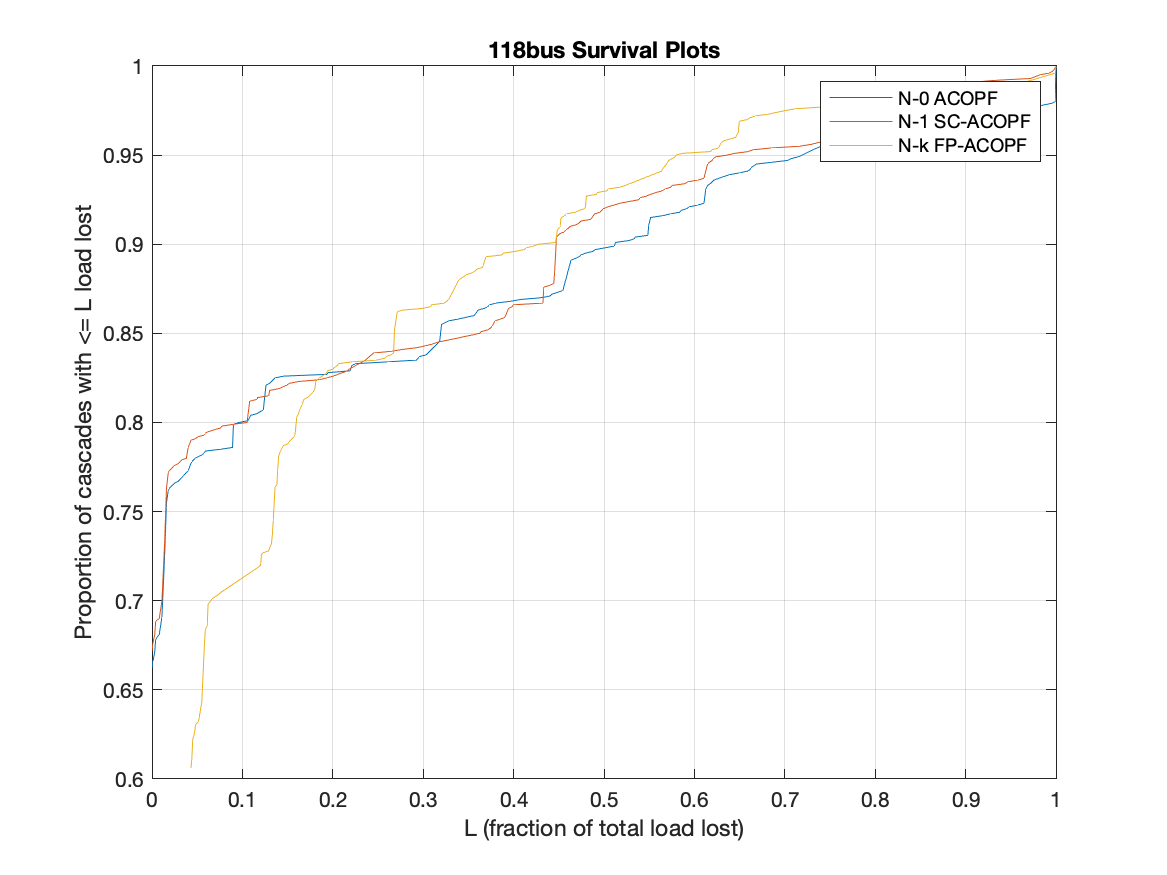 118bus Survival Plots
1
0.95
0.9
0.85
0.8
0.75
0.7
0.65
0.6
Proportion of cascades with <= L load lost
N-0 ACOPF
N-1 SC-ACOPF
N-k FP-ACOPF
0 0.1 0.2 0.3 0.4 0.5 0.6 0.7 0.8 0.9 1
L (fraction of total load lost)